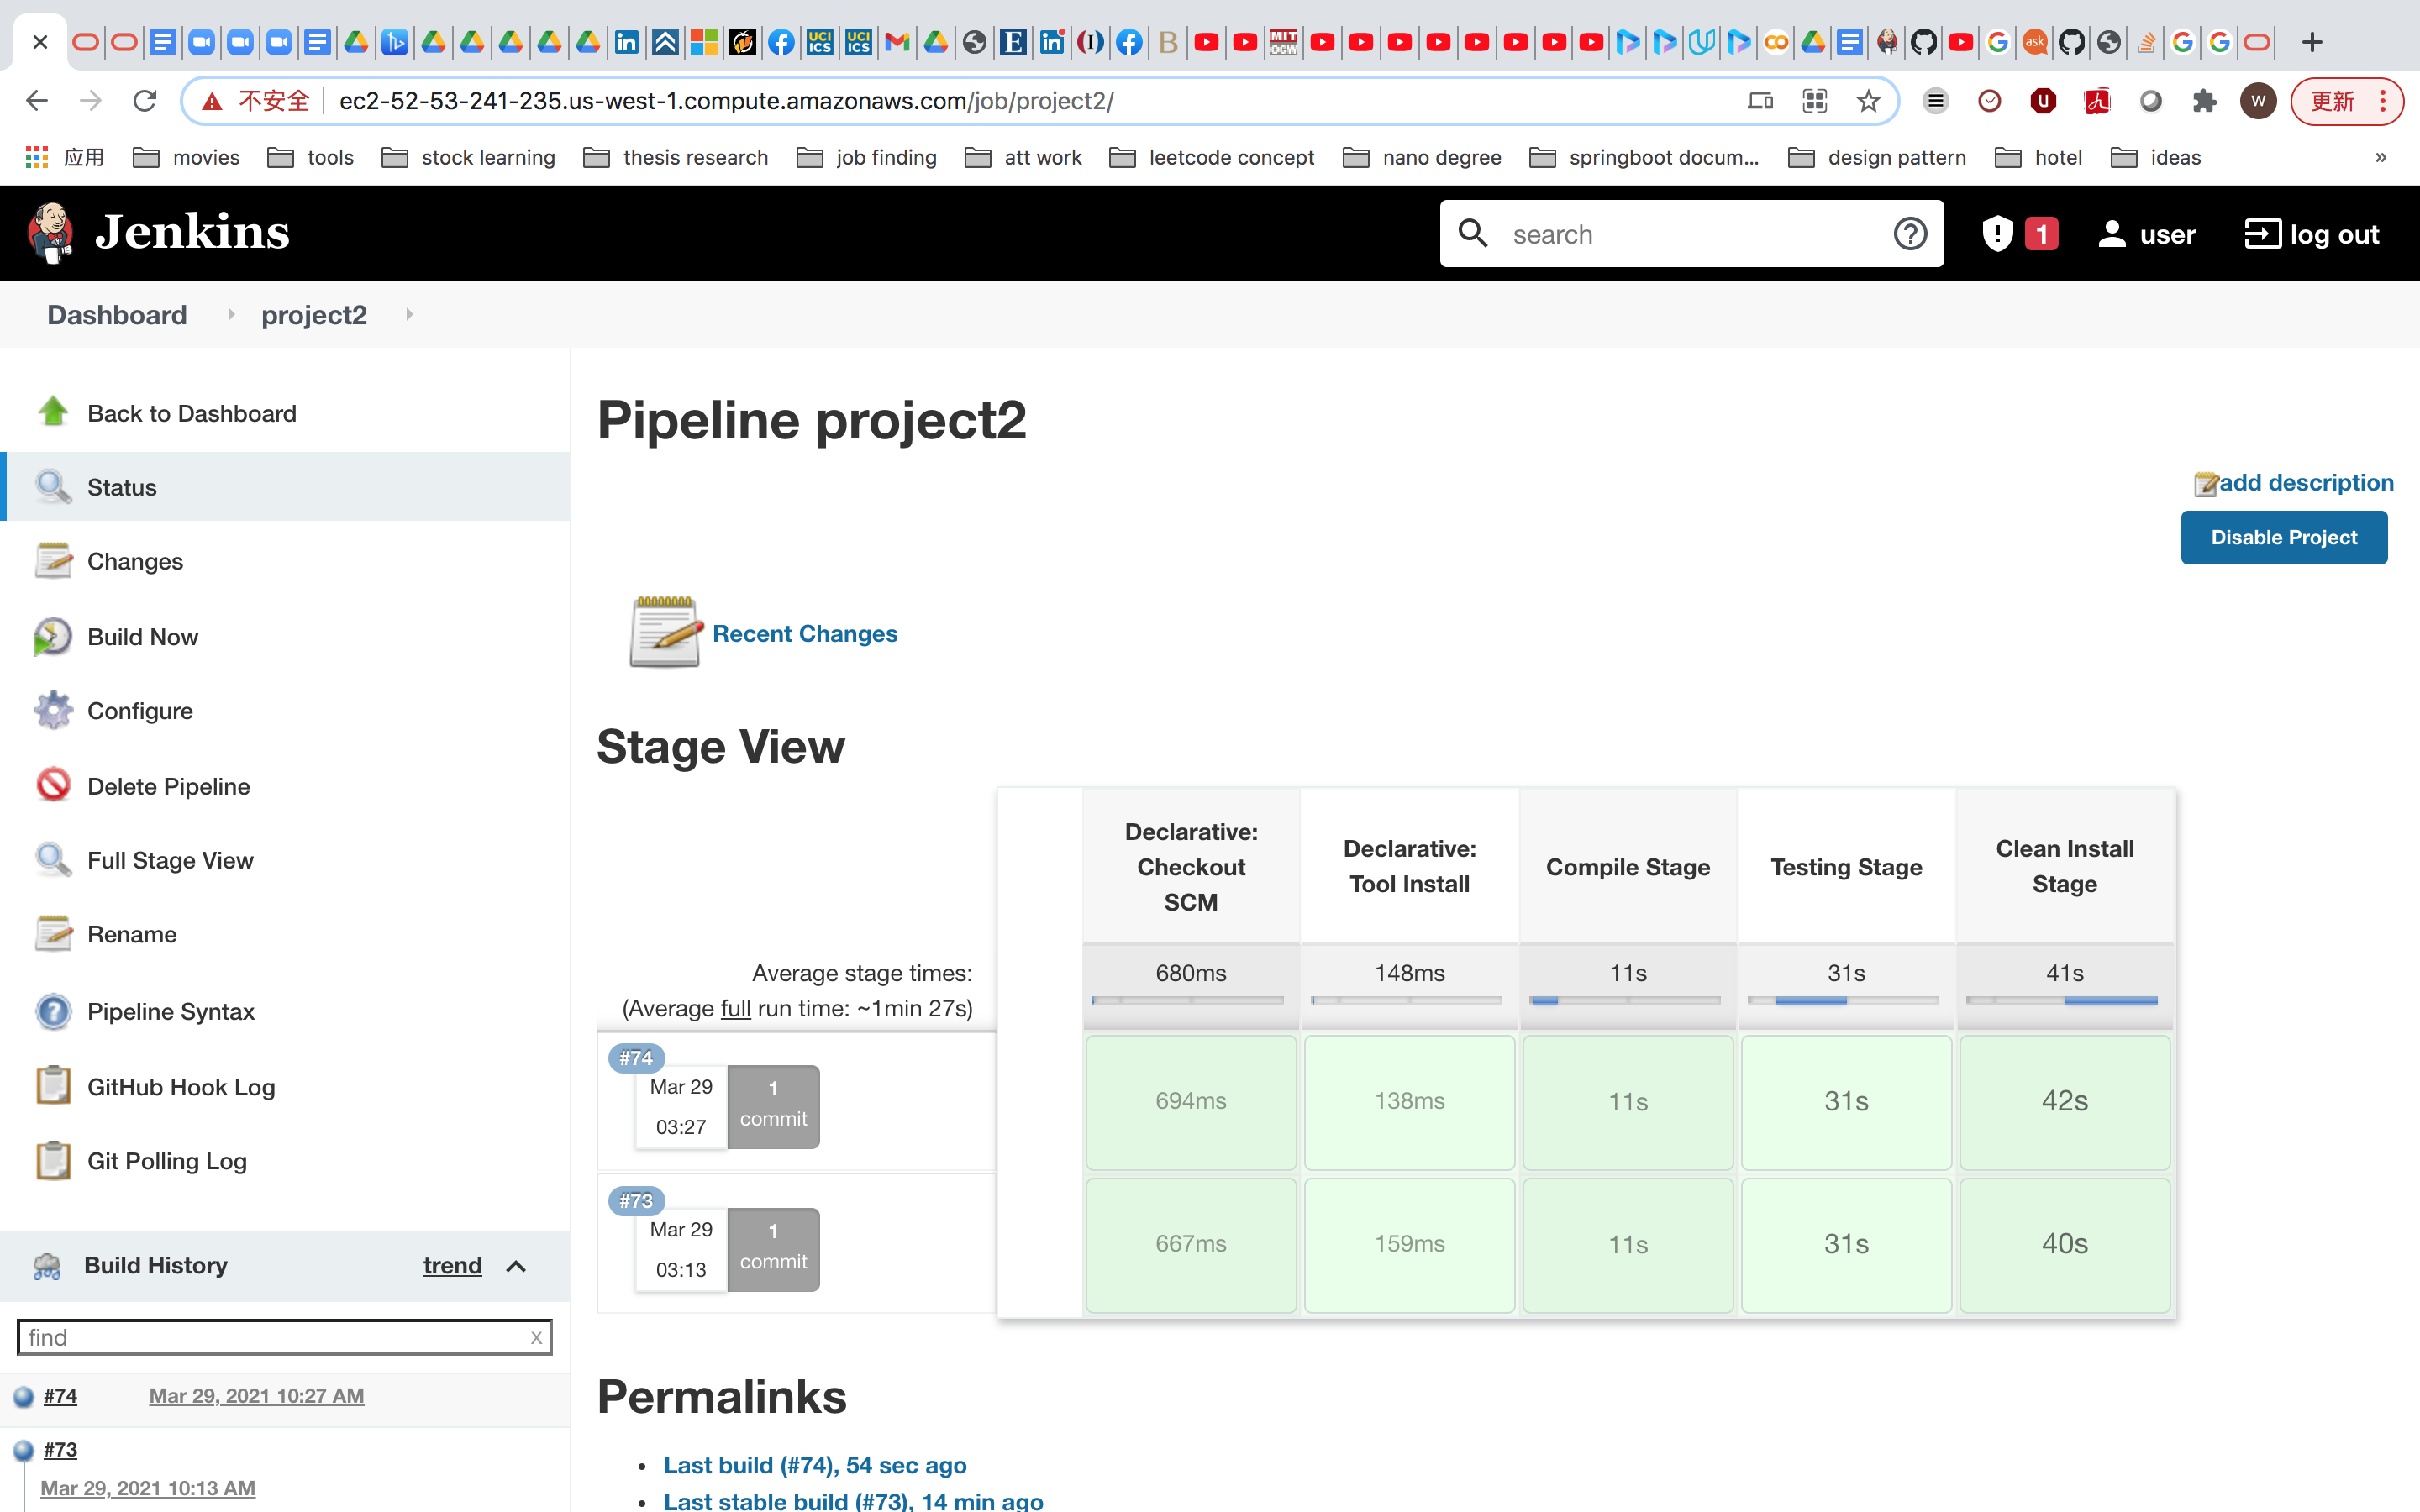 不安全
ec2-52-53-241-235.us-west-1.compute.amazonaws.com/job/project2/
W
更新
应用
movies
tools
stock learning
thesis research
job finding
att work
leetcode concept
nano degree
springboot docum...
design pattern
hotel
ideas
»
Jenkins
search
1
user
log out
Dashboard
project2
Back to Dashboard
Status
Changes
Build Now
Configure
Delete Pipeline
Full Stage View
Rename
Pipeline Syntax
GitHub Hook Log
Git Polling Log
Build History
trend
find
x
#74
Mar 29, 2021 10:27 AM
#73
Mar 29, 2021 10:13 AM
Pipeline project2
add description
Disable Project
Recent Changes
Stage View
Declarative:
Checkout
SCM
Declarative:
Tool Install
Compile Stage
Testing Stage
Clean Install
Stage
Average stage times:
(Average full run time: ~1min 27s)
680ms
148ms
11s
31s
41s
#74
Mar 29
03:27
1
commit
694ms
138ms
11s
31s
42s
#73
Mar 29
03:13
1
commit
667ms
159ms
11s
31s
40s
Permalinks
Last build (#74), 54 sec ago
Last stable build (#73), 14 min ago